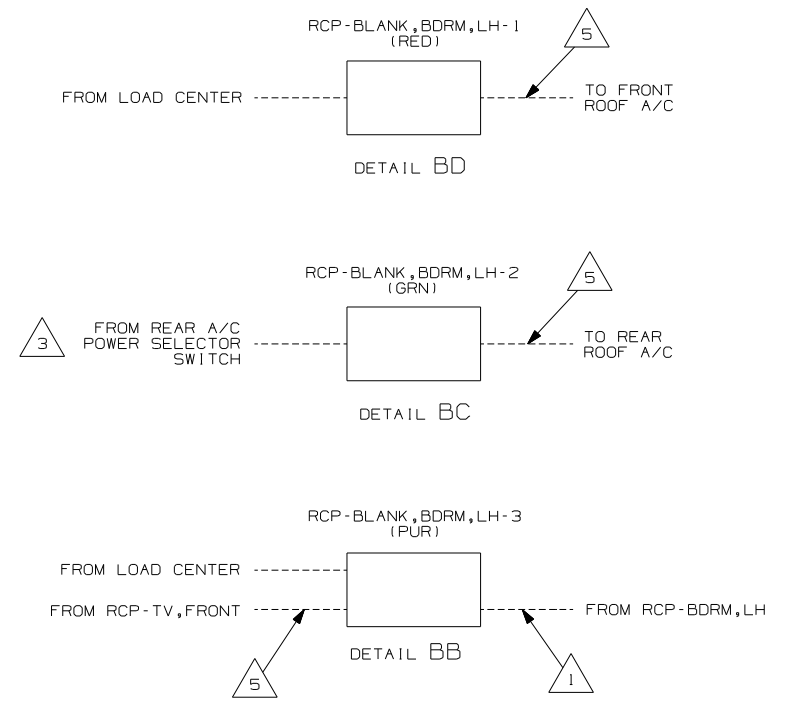 RCP-BLANK,BDRM,LH-1
(RED)
5
FROM LOAD CENTER
TO FRONT
ROOF A/C
DETAIL BD
RCP-BLANK,BDRM,LH-2
(GRN)
5
3
FROM REAR A/C
POWER SELECTOR
SWITCH
TO REAR
ROOF A/C
DETAIL BC
RCP-BLANK,BDRM,LH-3
(PUR)
FROM LOAD CENTER
FROM RCP-TV,FRONT
FROM RCP-BDRM,LH
DETAIL BB
5
1